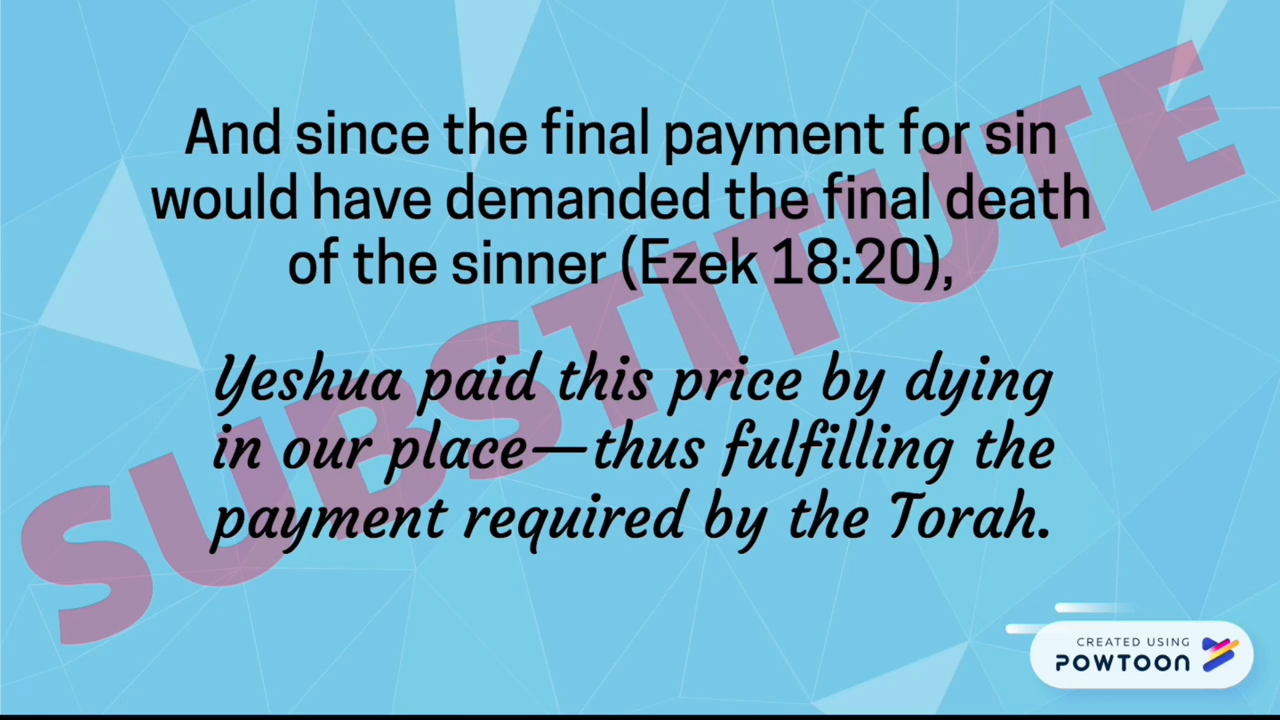 And since the final payment for sin
would have demanded the final death
of the sinner (Ezek 18:20),
Yeshua paid this price by dying
in our place—thus fulfilling the
payment required by the Torah.
SUBSTITUTE
CREATED USING
POWTOON